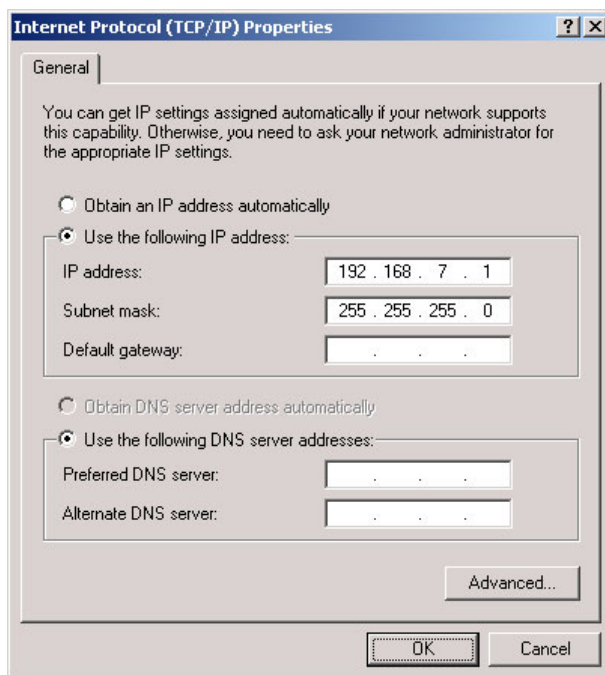 Internet Protocol (TCP/IP) Properties
General
You can get IP settings assigned automatically if your network supports
this capability. Otherwise, you need to ask your network administrator for
the appropriate IP settings.
Obtain an IP address automatically
Use the following IP address:
IP address: 192 . 168 . 7 . 1
Subnet mask: 255 . 255 . 255 . 0
Default gateway: . . .
Obtain DNS server address automatically
Use the following DNS server addresses:
Preferred DNS server: . . .
Alternate DNS server: . . .
Advanced...
OK Cancel